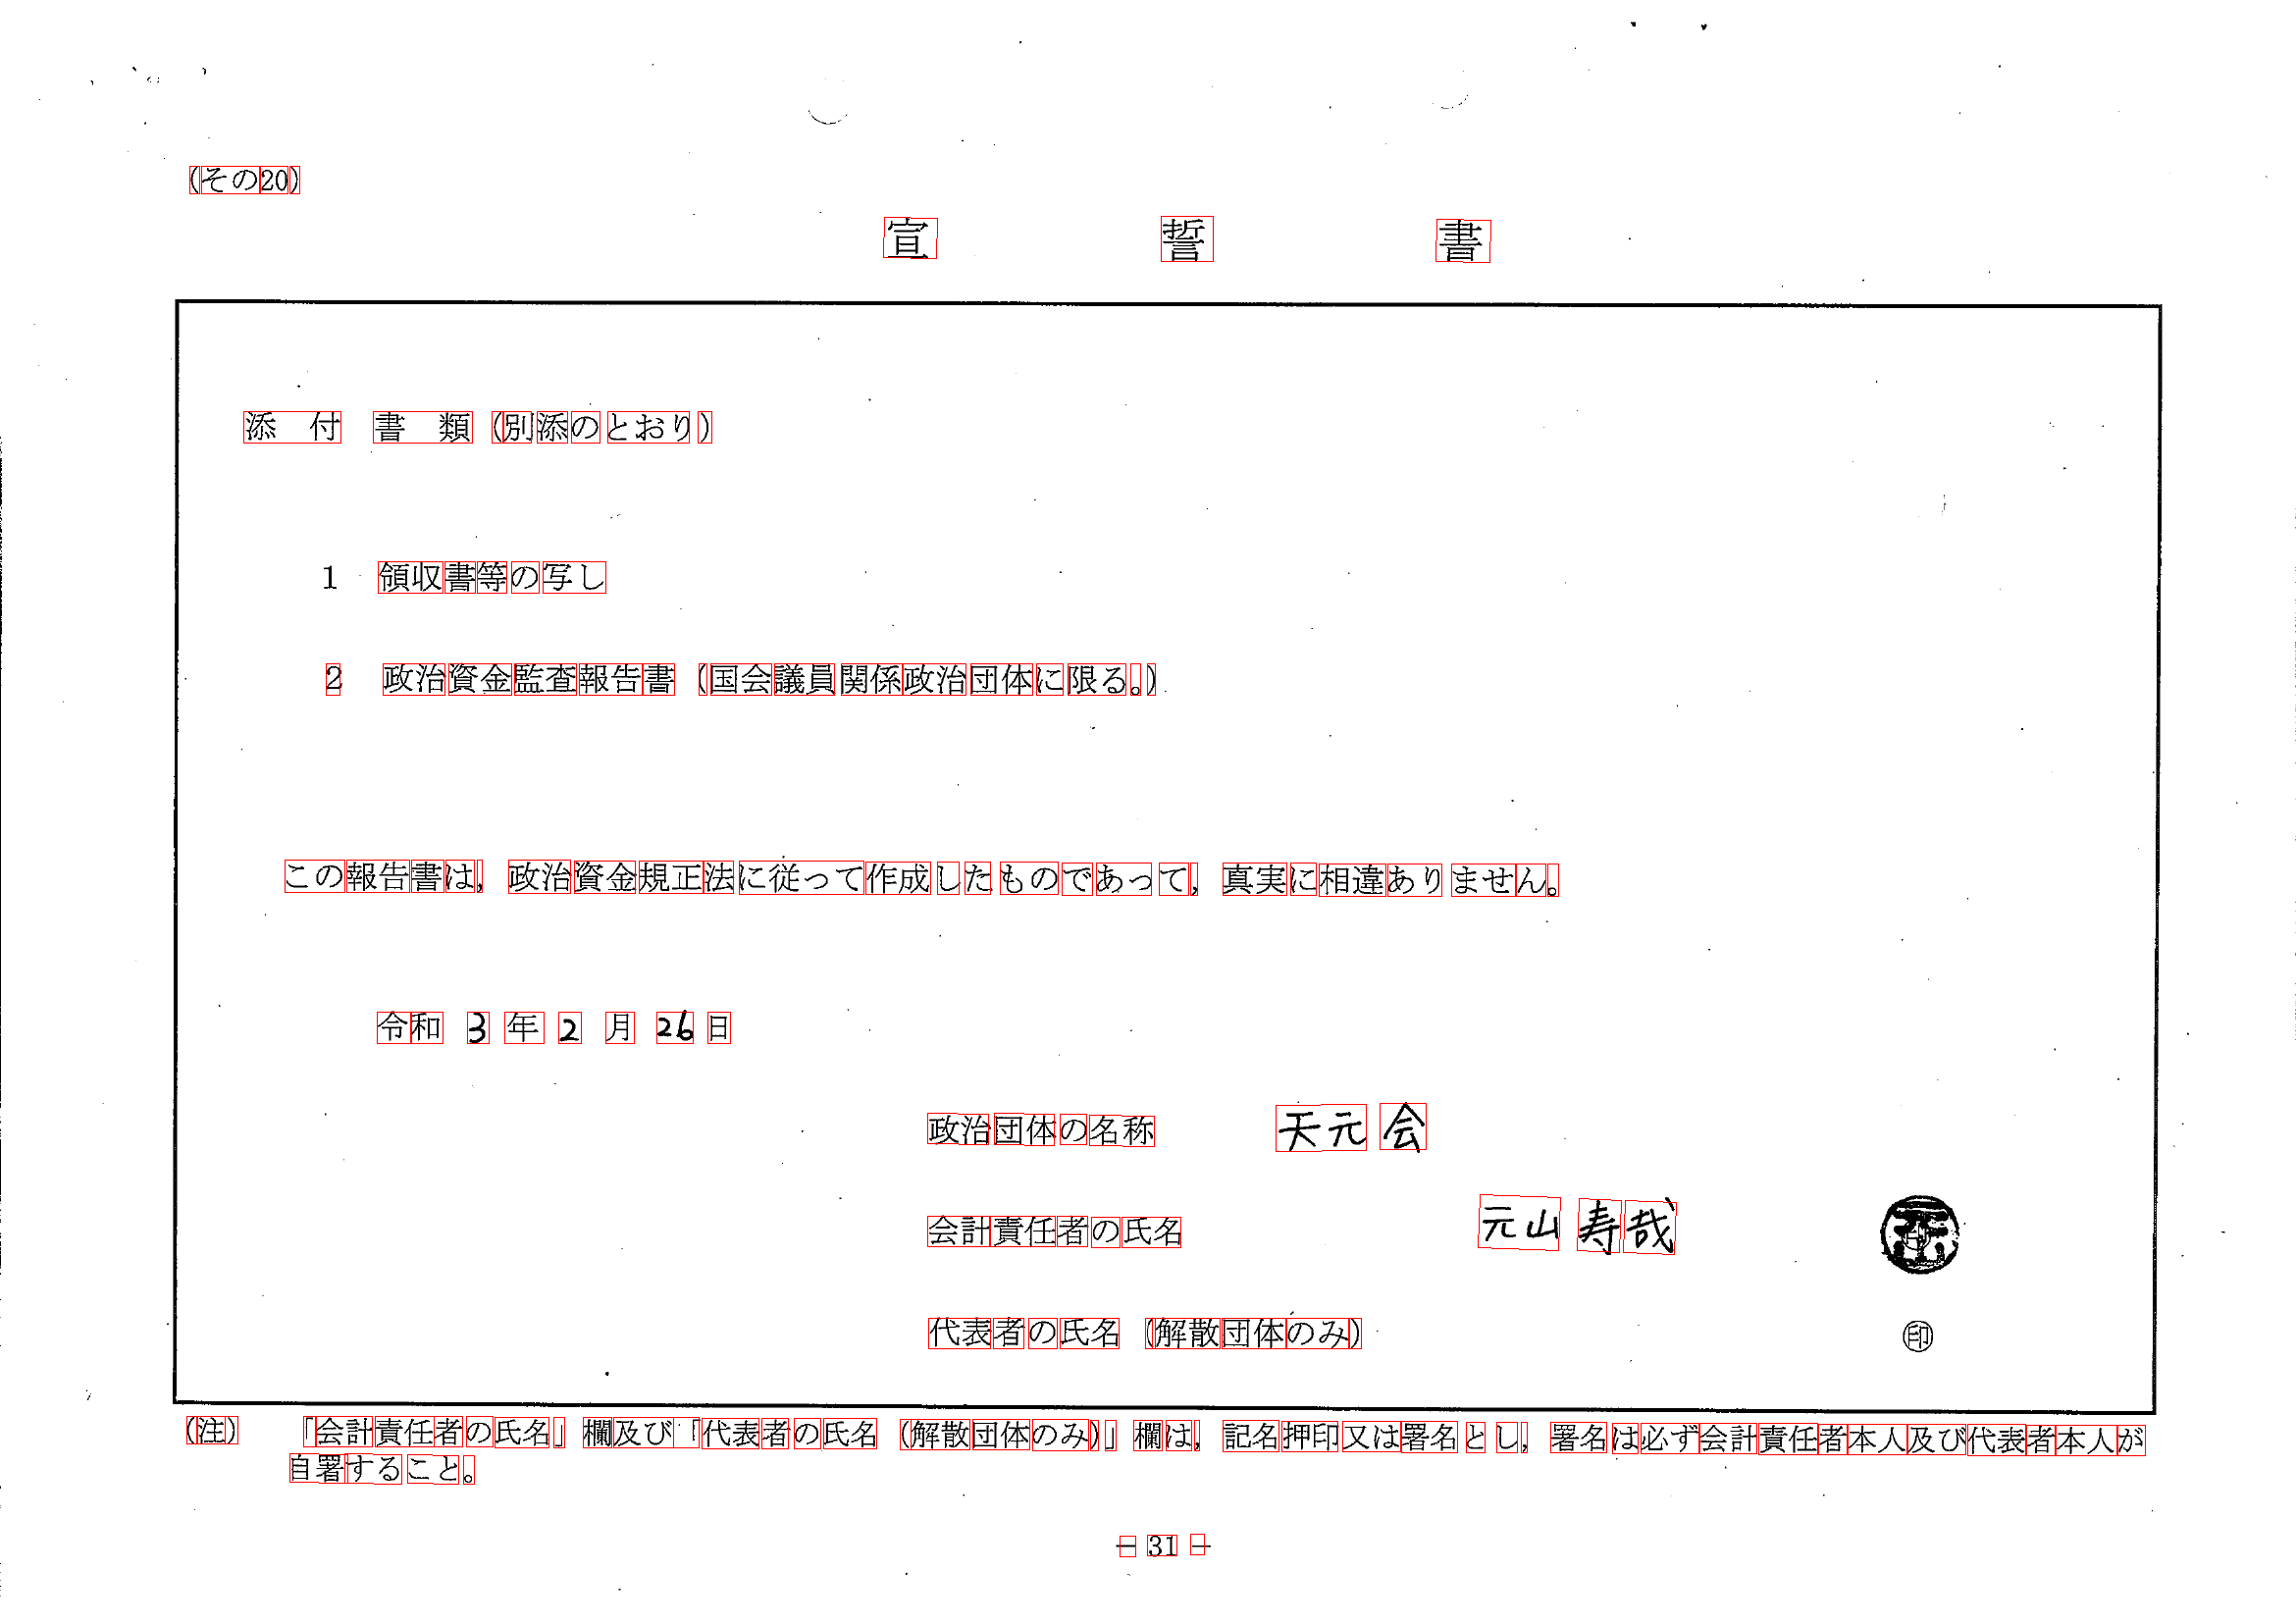 (その20)
宣 誓 書
添 付 書 類 (別添のとおり)
1 領収書等の写し
2 政治資金監査報告書 (国会議員関係政治団体に限る。)
この報告書は, 政治資金規正法に従って作成したものであって, 真実に相違ありません。
令和 3 年 2 月 26 日
政治団体の名称 天元会
会計責任者の氏名 元山 寿哉
代表者の氏名 (解散団体のみ) ㊞
(注) 「会計責任者の氏名」欄及び「代表者の氏名 (解散団体のみ)」欄は, 記名押印又は署名とし, 署名は必ず会計責任者本人及び代表者本人が
自署すること。
— 31 —